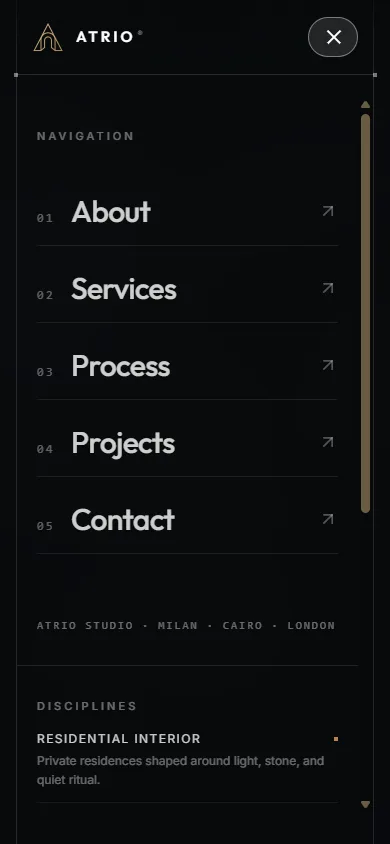 ATRIO®
NAVIGATION
01 About
02 Services
03 Process
04 Projects
05 Contact
ATRIO STUDIO · MILAN · CAIRO · LONDON
DISCIPLINES
RESIDENTIAL INTERIOR
Private residences shaped around light, stone, and
quiet ritual.